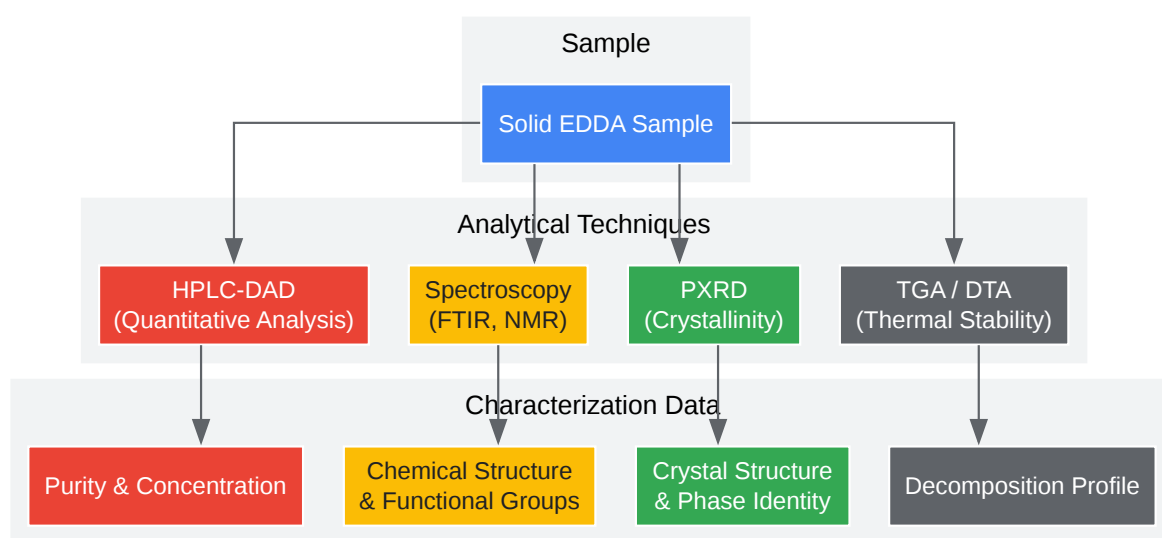 Sample
Solid EDDA Sample
Analytical Techniques
HPLC-DAD
(Quantitative Analysis)
Spectroscopy
(FTIR, NMR)
PXRD
(Crystallinity)
TGA / DTA
(Thermal Stability)
Characterization Data
Purity & Concentration
Chemical Structure
& Functional Groups
Crystal Structure
& Phase Identity
Decomposition Profile